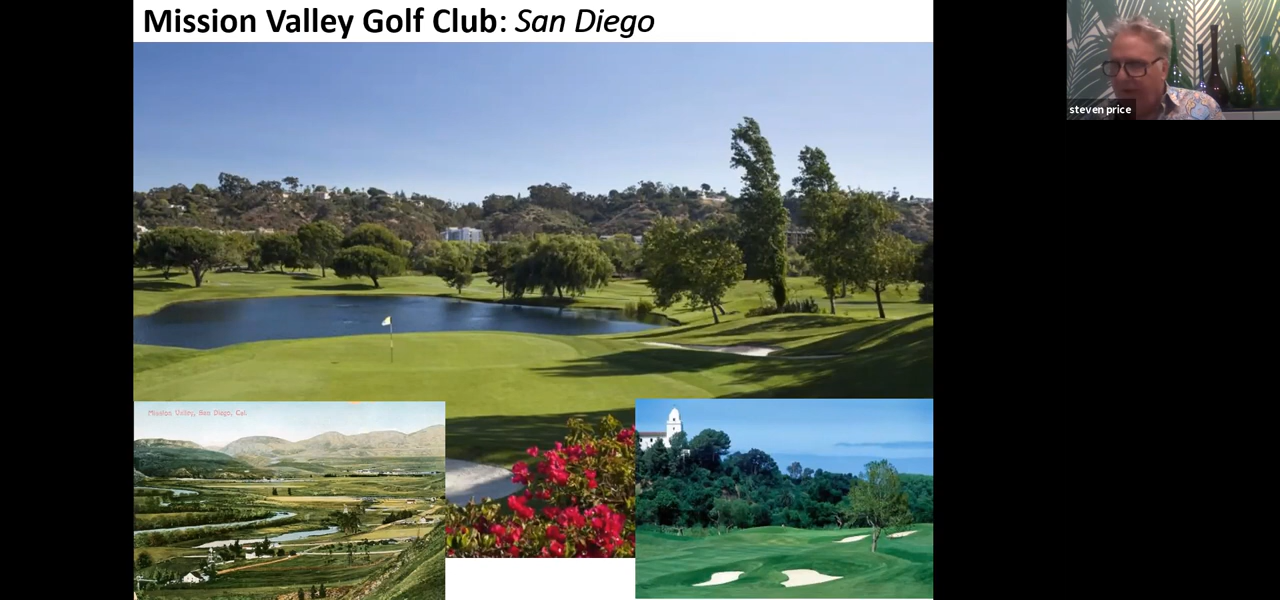 Mission Valley Golf Club: San Diego
steven price
Mission Valley, San Diego, Cal.